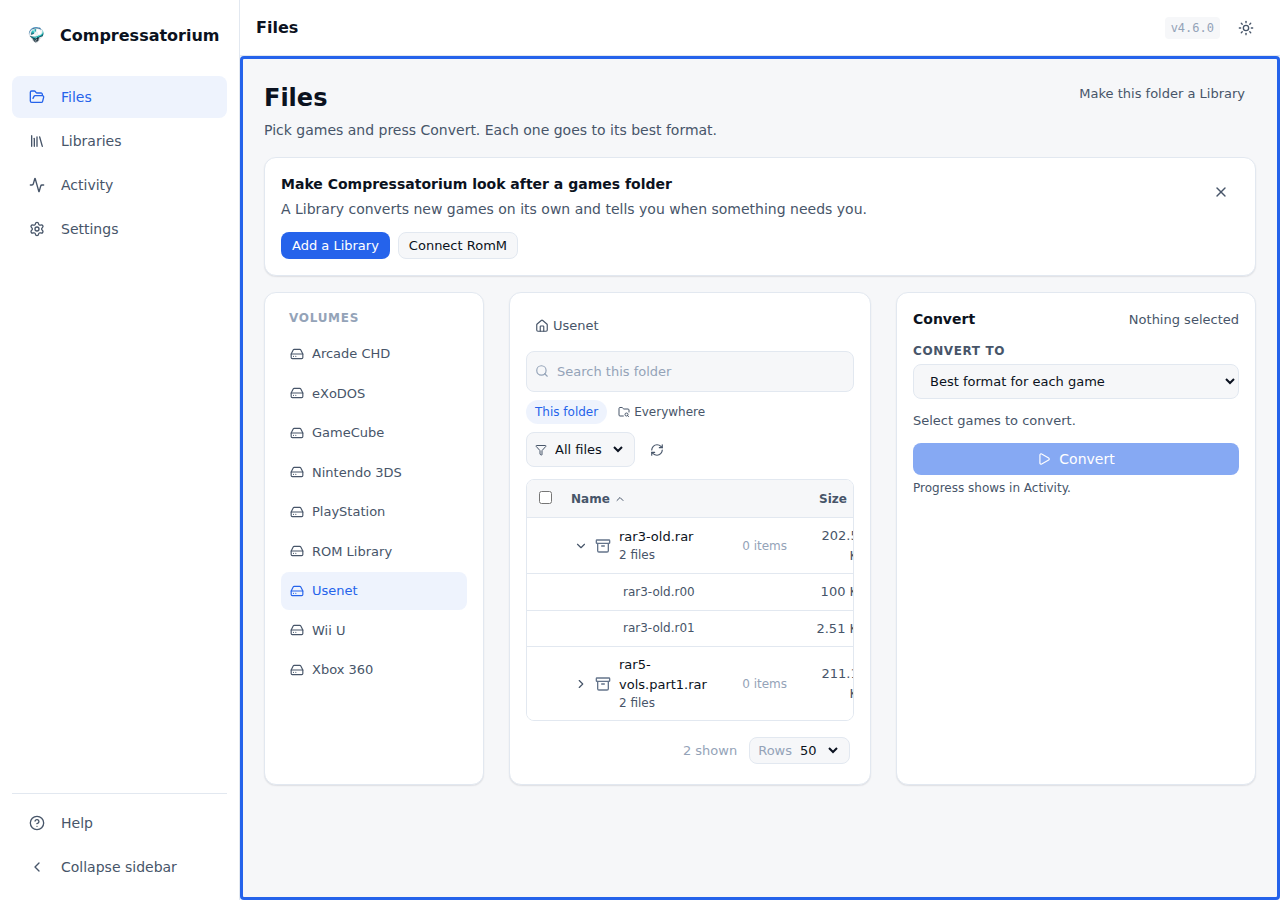 Compressatorium
Files
v4.6.0
Files
Libraries
Activity
Settings
Help
Collapse sidebar
Files
Make this folder a Library
Pick games and press Convert. Each one goes to its best format.
Make Compressatorium look after a games folder
A Library converts new games on its own and tells you when something needs you.
Add a Library
Connect RomM
VOLUMES
Arcade CHD
eXoDOS
GameCube
Nintendo 3DS
PlayStation
ROM Library
Usenet
Wii U
Xbox 360
Usenet
Search this folder
This folder
Everywhere
All files
Name
Size
rar3-old.rar
2 files
0 items
202.5
rar3-old.r00
100
rar3-old.r01
2.51
rar5-
vols.part1.rar
2 files
0 items
2 shown
Rows 50
Convert
Nothing selected
CONVERT TO
Best format for each game
Select games to convert.
Convert
Progress shows in Activity.